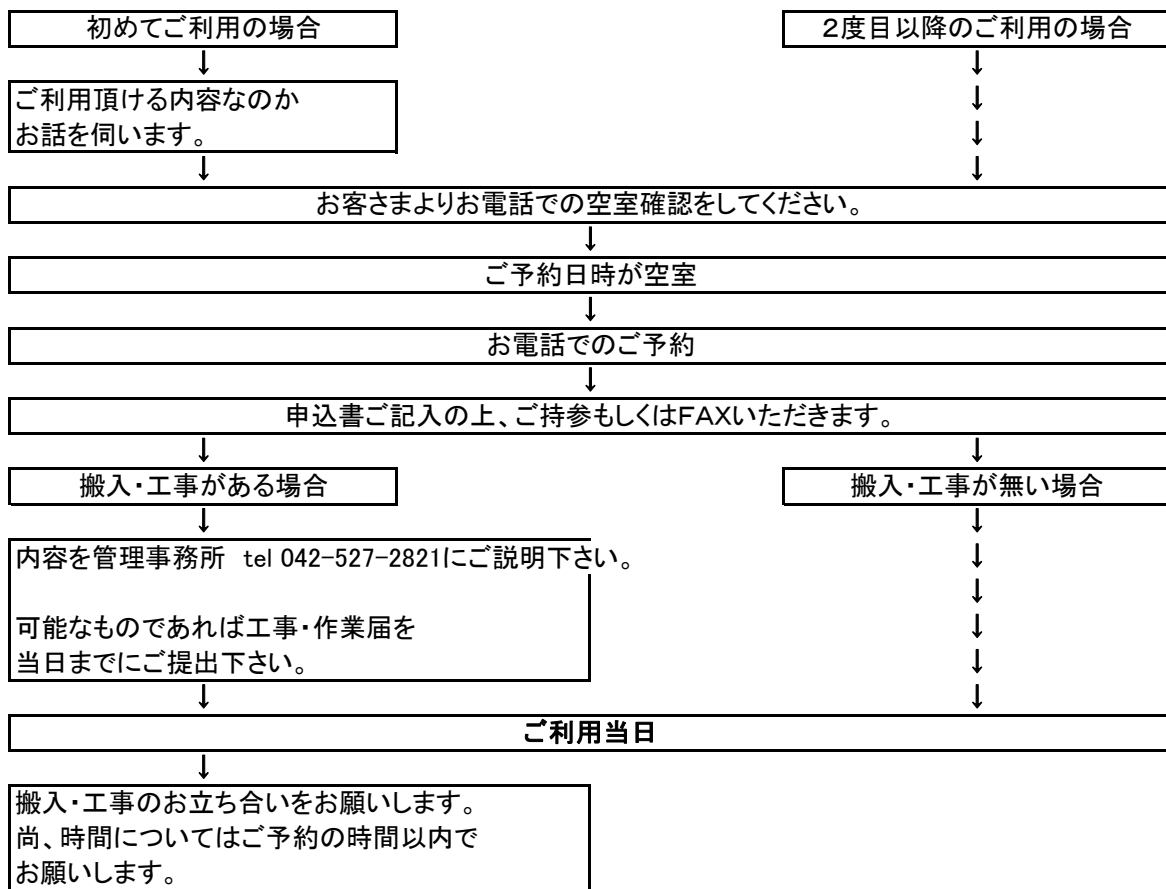 初めてご利用の場合
2度目以降のご利用の場合
↓
↓
ご利用頂ける内容なのか
↓
お話を伺います。
↓
↓
↓
お客さまよりお電話での空室確認をしてください。
↓
ご予約日時が空室
↓
お電話でのご予約
↓
申込書ご記入の上、ご持参もしくはFAXいただきます。
↓
↓
搬入・工事がある場合
搬入・工事が無い場合
↓
↓
内容を管理事務所 tel 042-527-2821にご説明下さい。
↓
↓
可能なものであれば工事・作業届を
↓
当日までにご提出下さい。
↓
↓
↓
ご利用当日
↓
搬入・工事のお立ち合いをお願いします。
尚、時間についてはご予約の時間以内で
お願いします。